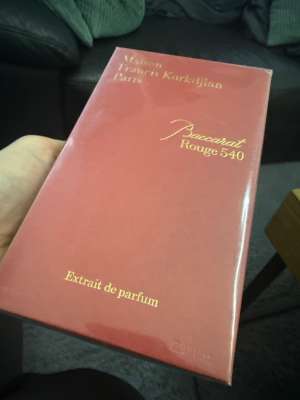 Maison
Francis Kurkdjian
Paris
Baccarat
Rouge 540
Extrait de parfum